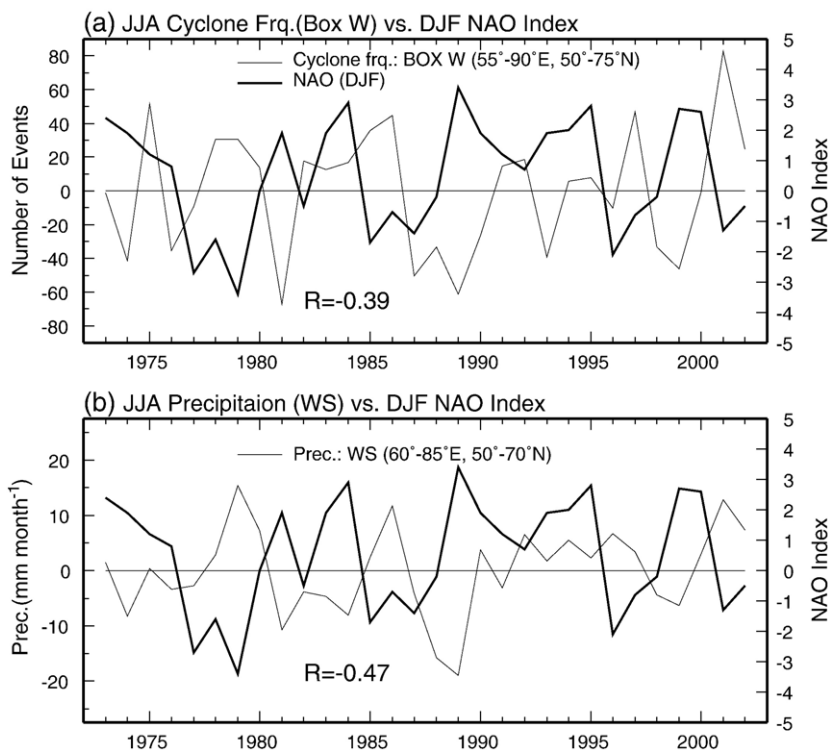 (a) JJA Cyclone Frq.(Box W) vs. DJF NAO Index
Cyclone frq.: BOX W (55°-90°E, 50°-75°N)
NAO (DJF)
80
60
40
20
0
-20
-40
-60
-80
Number of Events
5
4
3
2
1
0
-1
-2
-3
-4
-5
NAO Index
R=-0.39
1975 1980 1985 1990 1995 2000
(b) JJA Precipitaion (WS) vs. DJF NAO Index
Prec.: WS (60°-85°E, 50°-70°N)
20
10
0
-10
-20
Prec.(mm month-1)
5
4
3
2
1
0
-1
-2
-3
-4
-5
NAO Index
R=-0.47
1975 1980 1985 1990 1995 2000